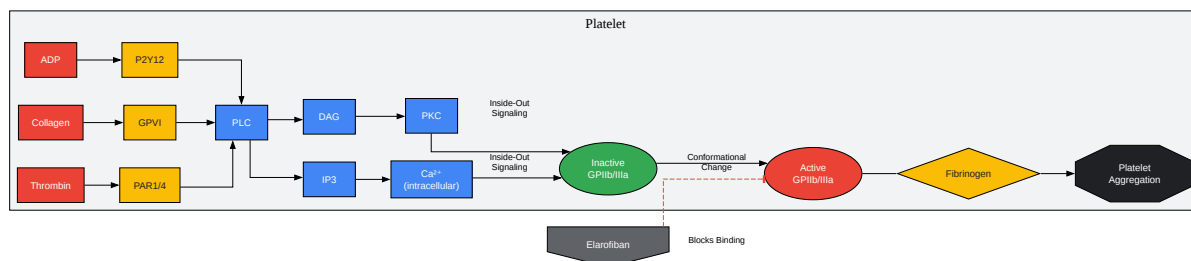 Platelet
ADP
P2Y12
Collagen
GPVI
PLC
DAG
PKC
Inside-Out
Signaling
Thrombin
PAR1/4
IP3
Ca²⁺
(intracellular)
Inside-Out
Signaling
Inactive
GPIIb/IIIa
Conformational
Change
Active
GPIIb/IIIa
Fibrinogen
Platelet
Aggregation
Elarofiban
Blocks Binding